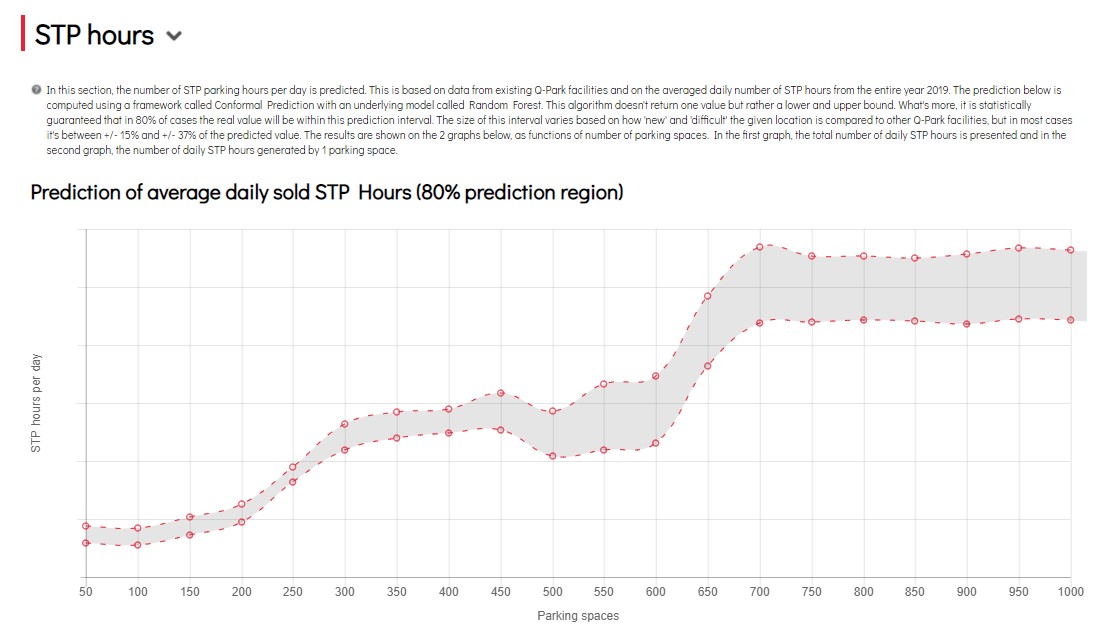 STP hours
In this section, the number of STP parking hours per day is predicted. This is based on data from existing Q-Park facilities and on the averaged daily number of STP hours from the entire year 2019. The prediction below is
computed using a framework called Conformal Prediction with an underlying model called Random Forest. This algorithm doesn't return one value but rather a lower and upper bound. What's more, it is statistically
guaranteed that in 80% of cases the real value will be within this prediction interval. The size of this interval varies based on how 'new' and 'difficult' the given location is compared to other Q-Park facilities, but in most cases
it's between +/- 15% and +/- 37% of the predicted value. The results are shown on the 2 graphs below, as functions of number of parking spaces. In the first graph, the total number of daily STP hours is presented and in the
second graph, the number of daily STP hours generated by 1 parking space.
Prediction of average daily sold STP Hours (80% prediction region)
STP hours per day
50 100 150 200 250 300 350 400 450 500 550 600 650 700 750 800 850 900 950 1000
Parking spaces